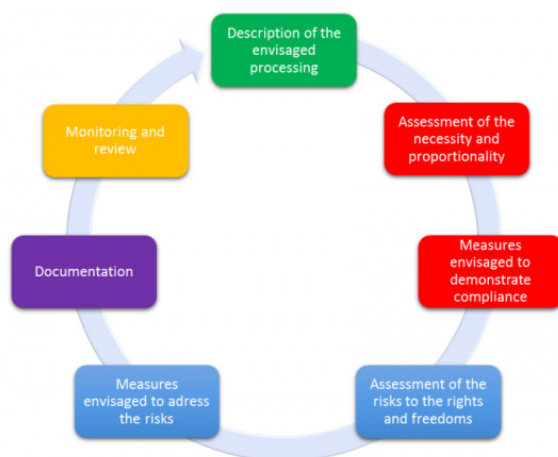 Description of the
envisaged
processing
Assessment of the
necessity and
proportionality
Measures
envisaged to
demonstrate
compliance
Assessment of the
risks to the rights
and freedoms
Measures
envisaged to adress
the risks
Documentation
Monitoring and
review